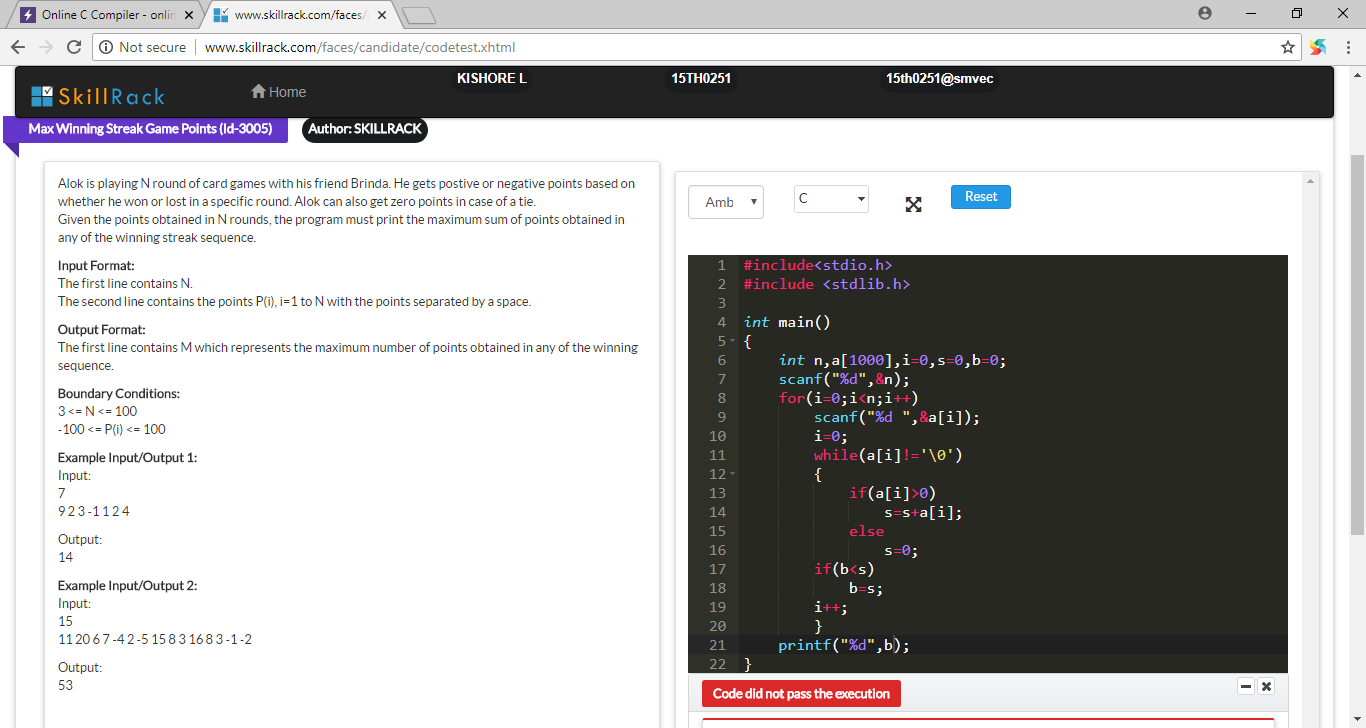 Online C Compiler - onlin
www.skillrack.com/faces/
Not secure
www.skillrack.com/faces/candidate/codetest.xhtml
SkillRack
Home
KISHORE L
15TH0251
15th0251@smvec
Max Winning Streak Game Points (Id-3005)
Author: SKILLRACK
Alok is playing N round of card games with his friend Brinda. He gets postive or negative points based on
whether he won or lost in a specific round. Alok can also get zero points in case of a tie.
Given the points obtained in N rounds, the program must print the maximum sum of points obtained in
any of the winning streak sequence.
Input Format:
The first line contains N.
The second line contains the points P(i), i=1 to N with the points separated by a space.
Output Format:
The first line contains M which represents the maximum number of points obtained in any of the winning
sequence.
Boundary Conditions:
3 <= N <= 100
-100 <= P(i) <= 100
Example Input/Output 1:
Input:
7
9 2 3 -1 1 2 4
Output:
14
Example Input/Output 2:
Input:
15
11 20 6 7 -4 2 -5 15 8 3 16 8 3 -1 -2
Output:
53
Amb
C
Reset
1 #include<stdio.h>
2 #include <stdlib.h>
3
4 int main()
5 {
6 int n,a[1000],i=0,s=0,b=0;
7 scanf("%d",&n);
8 for(i=0;i<n;i++)
9 scanf("%d ",&a[i]);
10 i=0;
11 while(a[i]!='\0')
12 {
13 if(a[i]>0)
14 s=s+a[i];
15 else
16 s=0;
17 if(b<s)
18 b=s;
19 i++;
20 }
21 printf("%d",b);
22 }
Code did not pass the execution